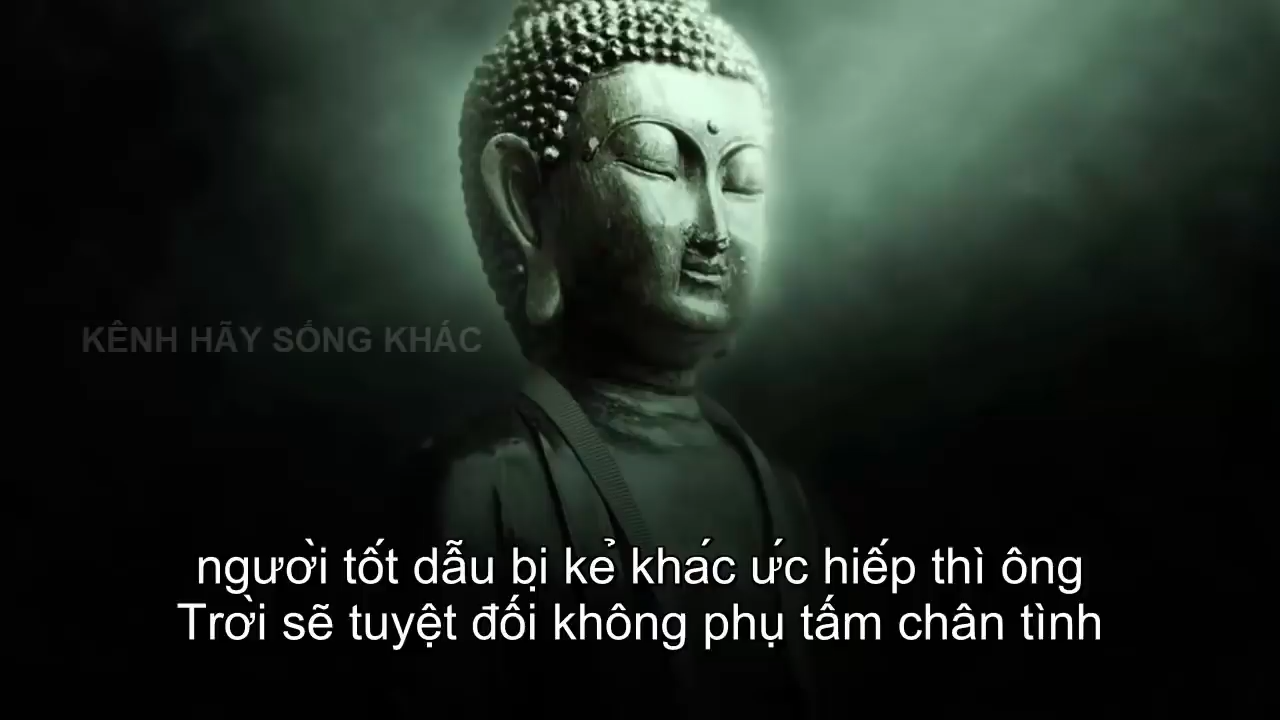 KÊNH HÃY SỐNG KHÁC
người tốt dẫu bị kẻ khác ức hiếp thì ông
Trời sẽ tuyệt đối không phụ tấm chân tình